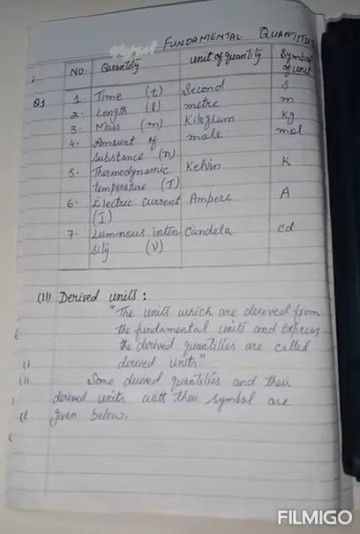 FUNDAMENTAL QUANTITIES
NO. Quantity unit of quantity Symbol of unit
Q1 1. Time (t) Second s
2. Length (l) metre m
3. Mass (m) Kilogram Kg
4. Amount of mole mol
substance (n)
5. Thermodynamic Kelvin K
temperature (T)
6. Electric current Ampere A
(I)
7. Luminous inten Candela cd
sity (V)
(II) Derived units:
"The units which are derived from
the fundamental units and express
the derived quantities are called
derived units."
Some derived quantities and their
derived units with their symbol are
given below.
FILMIGO